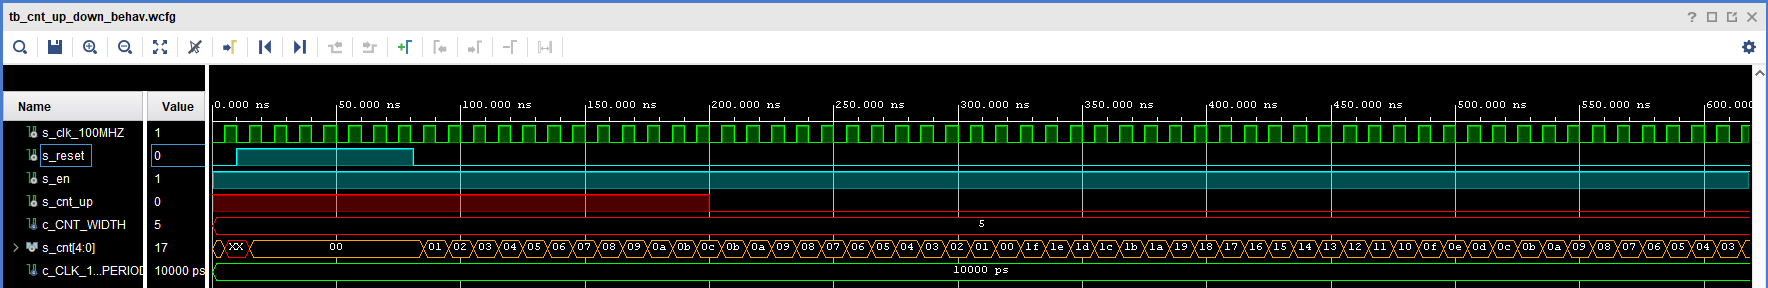 tb_cnt_up_down_behav.wcfg
Name Value
0.000 ns 50.000 ns 100.000 ns 150.000 ns 200.000 ns 250.000 ns 300.000 ns 350.000 ns 400.000 ns 450.000 ns 500.000 ns 550.000 ns 600.000
s_clk_100MHZ 1
s_reset 0
s_en 1
s_cnt_up 0
c_CNT_WIDTH 5 5
s_cnt[4:0] 17 XX 00 01 02 03 04 05 06 07 08 09 0a 0b 0c 0b 0a 09 08 07 06 05 04 03 02 01 00 1f 1e 1d 1c 1b 1a 19 18 17 16 15 14 13 12 11 10 0f 0e 0d 0c 0b 0a 09 08 07 06 05 04 03
c_CLK_1...PERIOD 10000 ps 10000 ps